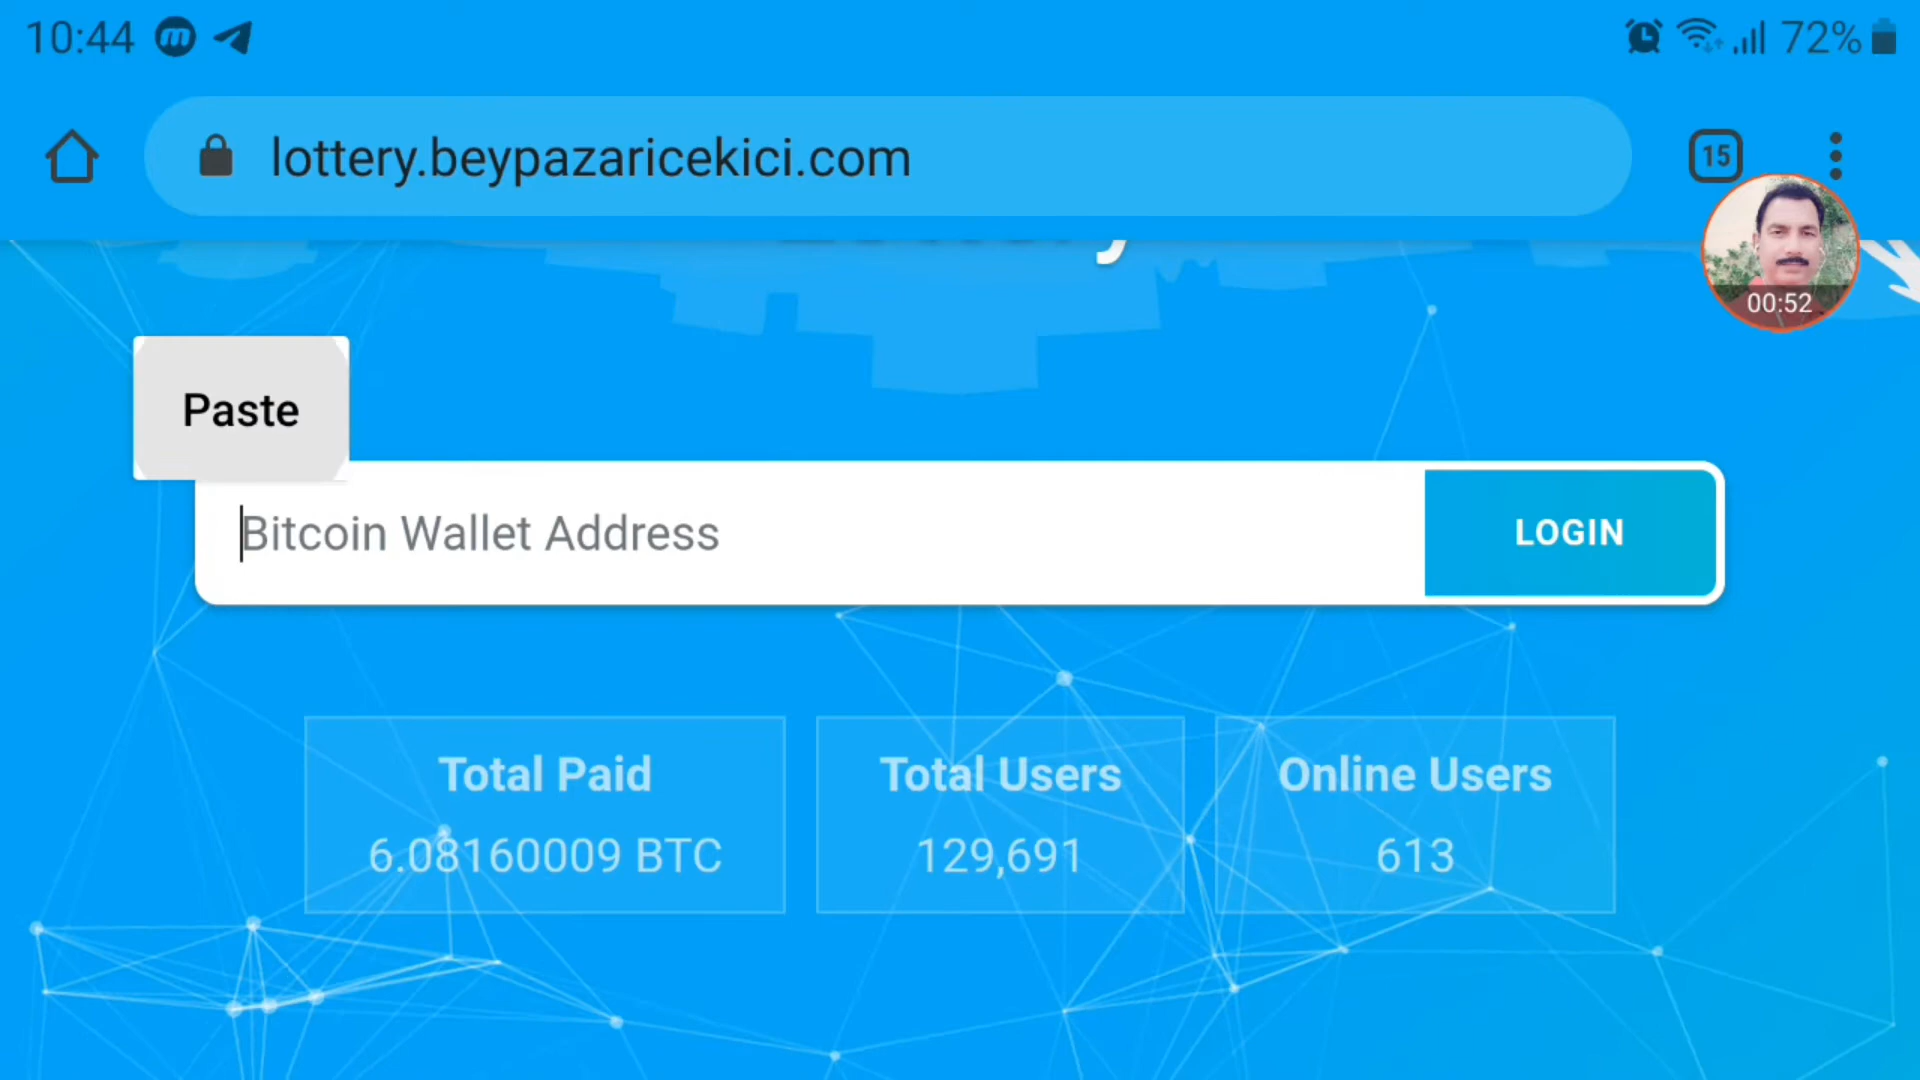 10:44
72%
lottery.beypazaricekici.com
15
00:52
Paste
Bitcoin Wallet Address
LOGIN
Total Paid
6.08160009 BTC
Total Users
129,691
Online Users
613